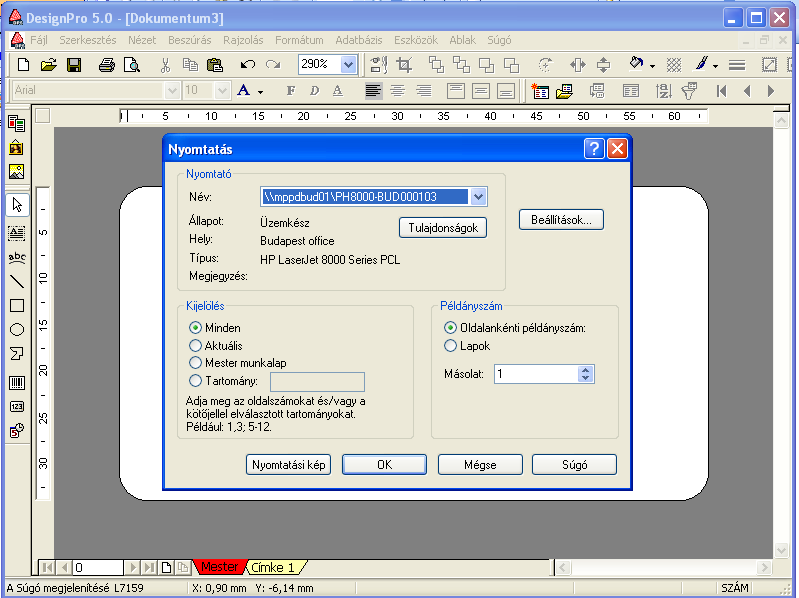 DesignPro 5.0 - [Dokumentum3]
Fájl Szerkesztés Nézet Beszúrás Rajzolás Formátum Adatbázis Eszközök Ablak Súgó
290%
Arial 10 A F D A
5 10 15 20 25 30 35 40 45 50 55 60
Nyomtatás
Nyomtató
Név: \\mppdbud01\PH8000-BUD000103
Állapot: Üzemkész Tulajdonságok Beállítások...
Hely: Budapest office
Típus: HP LaserJet 8000 Series PCL
Megjegyzés:
Kijelölés
Minden
Aktuális
Mester munkalap
Tartomány:
Adja meg az oldalszámokat és/vagy a
kötőjellel elválasztott tartományokat.
Például: 1,3; 5-12.
Példányszám
Oldalankénti példányszám:
Lapok
Másolat: 1
Nyomtatási kép OK Mégse Súgó
abc
123
5
5
10
15
20
25
30
0 Mester Címke 1
A Súgó megjelenítésé L7159 X: 0,90 mm Y: -6,14 mm SZÁM